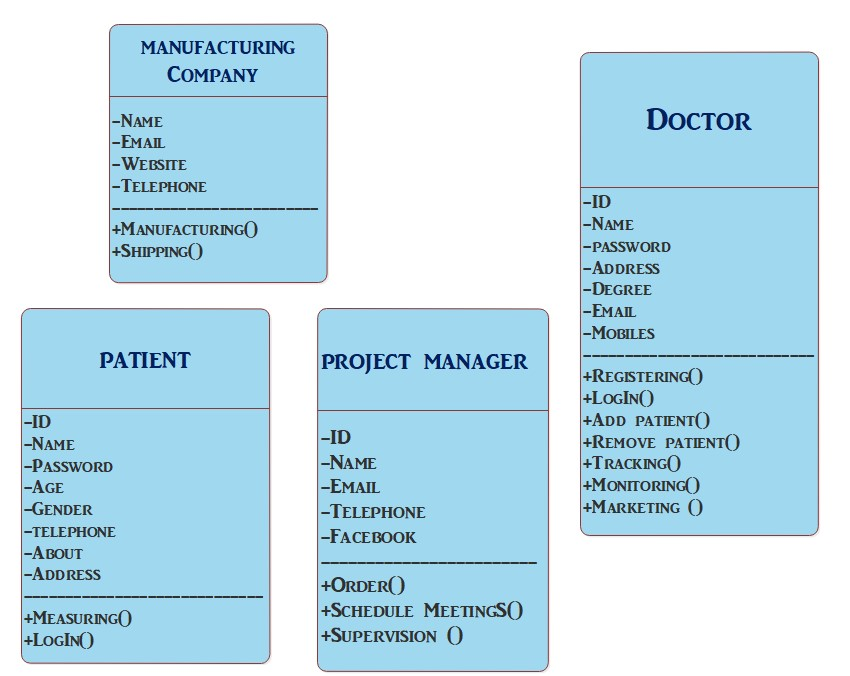 MANUFACTURING
COMPANY
-NAME
-EMAIL
-WEBSITE
-TELEPHONE
-------------------------
+MANUFACTURING()
+SHIPPING()
DOCTOR
-ID
-NAME
-PASSWORD
-ADDRESS
-DEGREE
-EMAIL
-MOBILES
----------------------------
+REGISTERING()
+LOGIN()
+ADD PATIENT()
+REMOVE PATIENT()
+TRACKING()
+MONITORING()
+MARKETING ()
PATIENT
-ID
-NAME
-PASSWORD
-AGE
-GENDER
-TELEPHONE
-ABOUT
-ADDRESS
-----------------------------
+MEASURING()
+LOGIN()
PROJECT MANAGER
-ID
-NAME
-EMAIL
-TELEPHONE
-FACEBOOK
------------------------
+ORDER()
+SCHEDULE MEETINGS()
+SUPERVISION ()